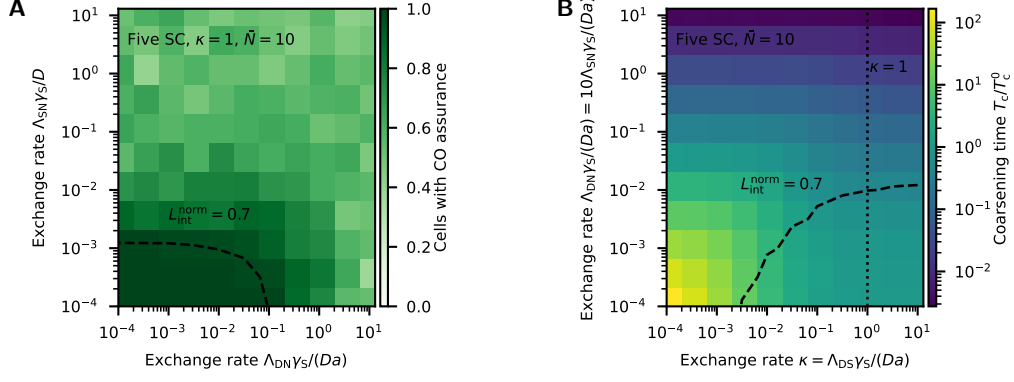 A
Exchange rate Λ_SN γ_S/D
10^1
10^0
10^−1
10^−2
10^−3
10^−4
Five SC, κ = 1, N̄ = 10
L_int^norm = 0.7
10^−4 10^−3 10^−2 10^−1 10^0 10^1
Exchange rate Λ_DN γ_S/(Da)
1.0
0.8
0.6
0.4
0.2
0.0
Cells with CO assurance
B
Exchange rate Λ_DN γ_S/(Da) = 10Λ_SN γ_S/(Da)
10^1
10^0
10^−1
10^−2
10^−3
10^−4
Five SC, N̄ = 10
κ = 1
L_int^norm = 0.7
10^−4 10^−3 10^−2 10^−1 10^0 10^1
Exchange rate κ = Λ_DS γ_S/(Da)
10^2
10^1
10^0
10^−1
10^−2
Coarsening time T_c/T_c^0